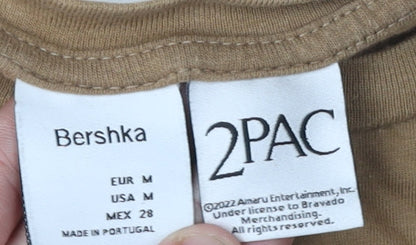 Bershka
EUR M
USA M
MEX 28
MADE IN PORTUGAL
2PAC
©2022 Amaru Entertainment, Inc.
Under license to Bravado
Merchandising.
All rights reserved.